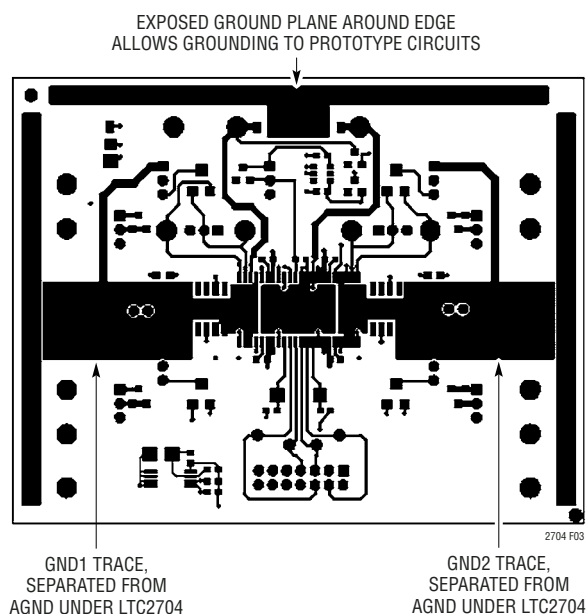 EXPOSED GROUND PLANE AROUND EDGE
ALLOWS GROUNDING TO PROTOTYPE CIRCUITS
2704 F03
GND1 TRACE,
SEPARATED FROM
AGND UNDER LTC2704
GND2 TRACE,
SEPARATED FROM
AGND UNDER LTC2704